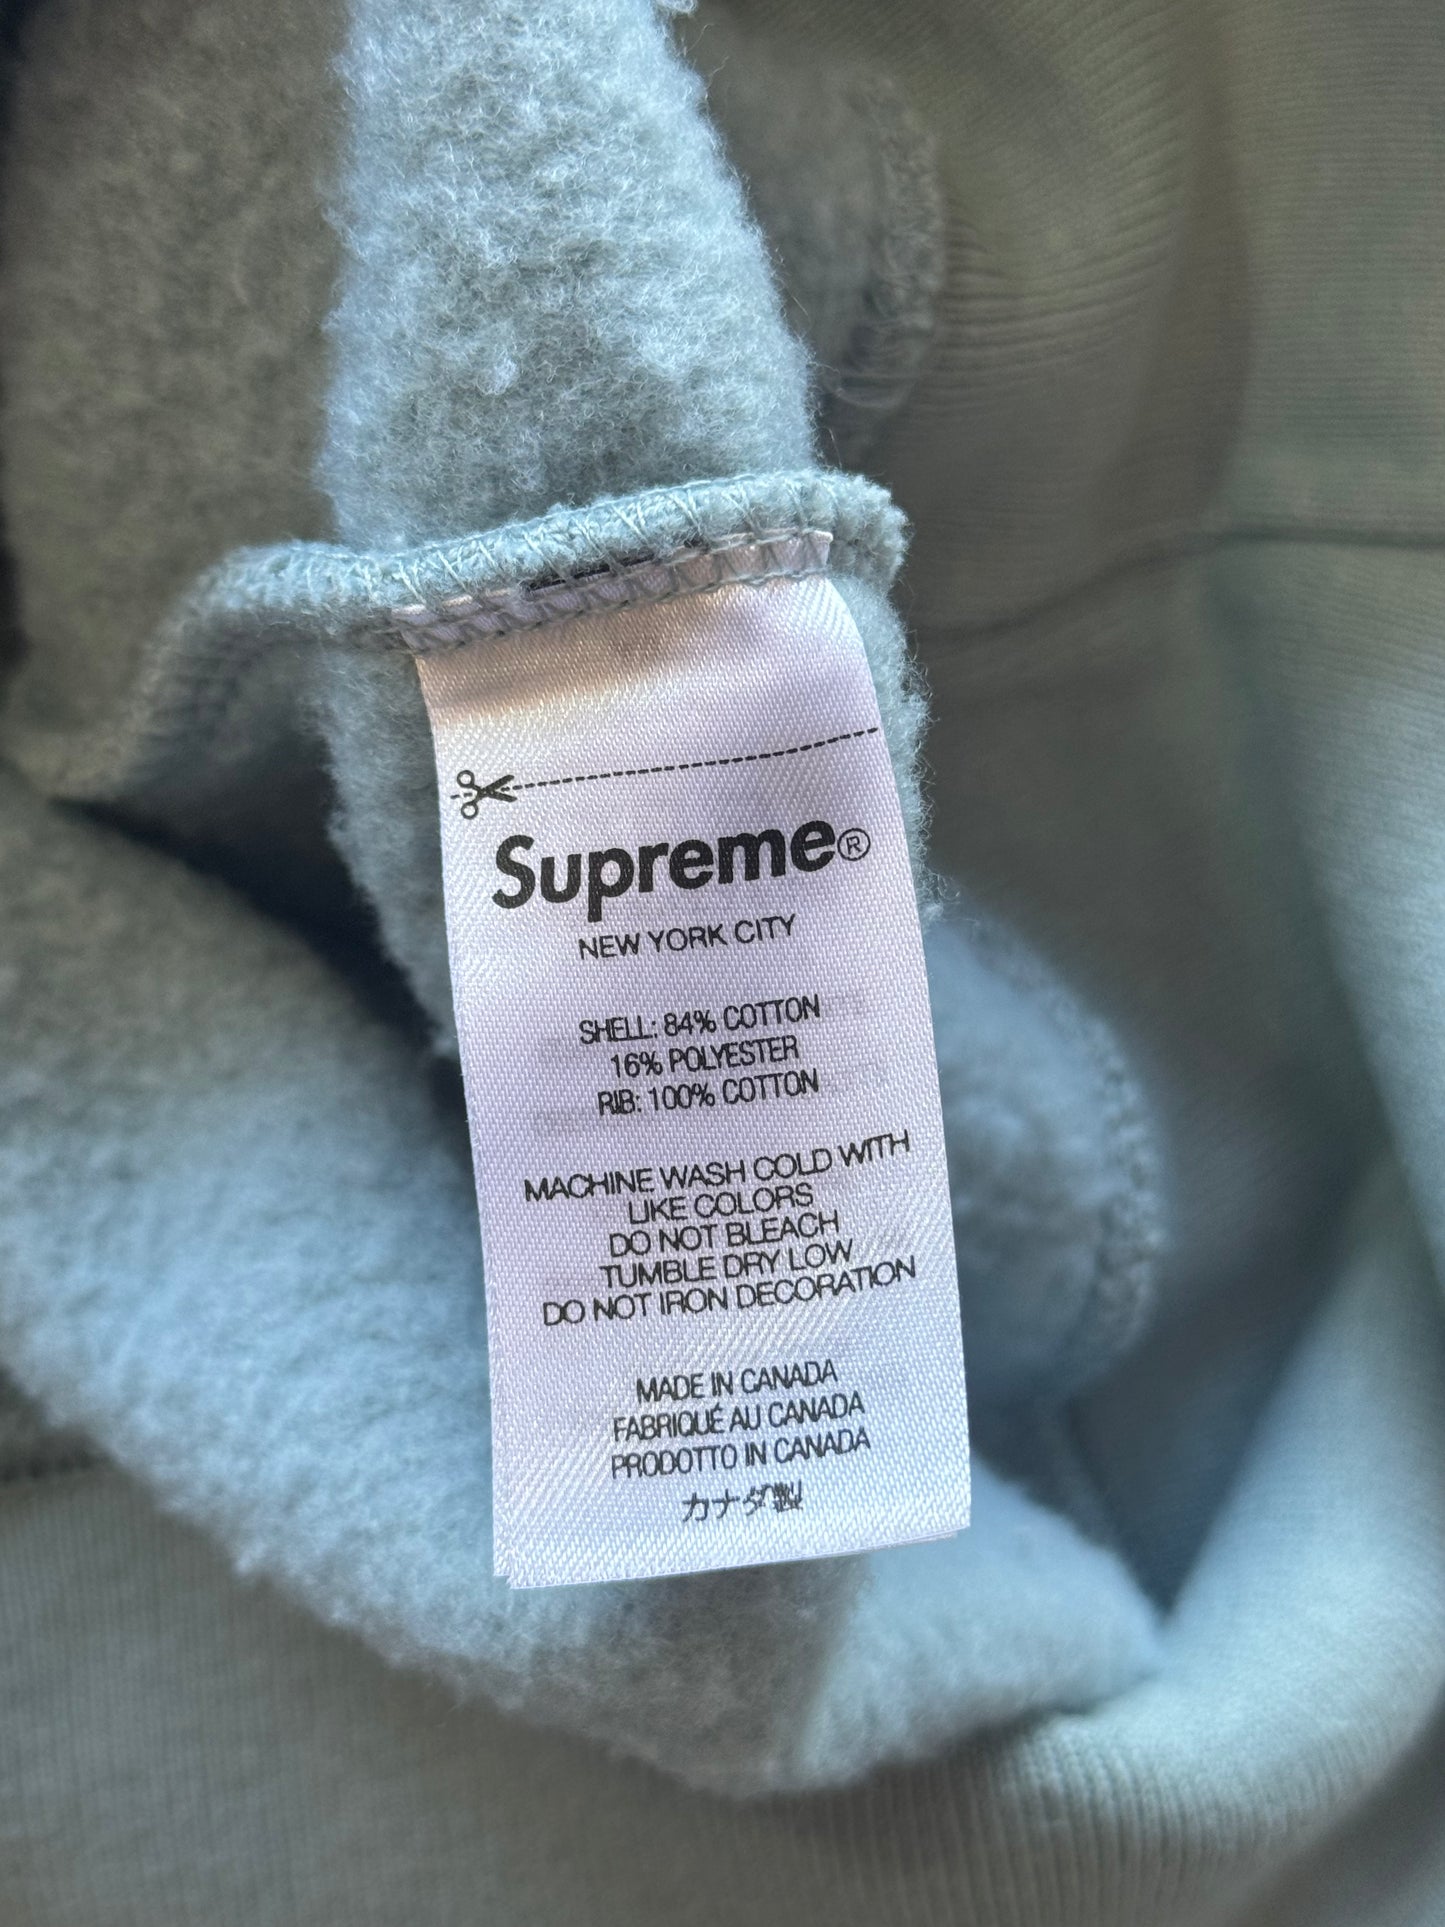 Supreme®
NEW YORK CITY
SHELL: 84% COTTON
16% POLYESTER
RIB: 100% COTTON
MACHINE WASH COLD WITH
LIKE COLORS
DO NOT BLEACH
TUMBLE DRY LOW
DO NOT IRON DECORATION
MADE IN CANADA
FABRIQUÉ AU CANADA
PRODOTTO IN CANADA
カナダ製